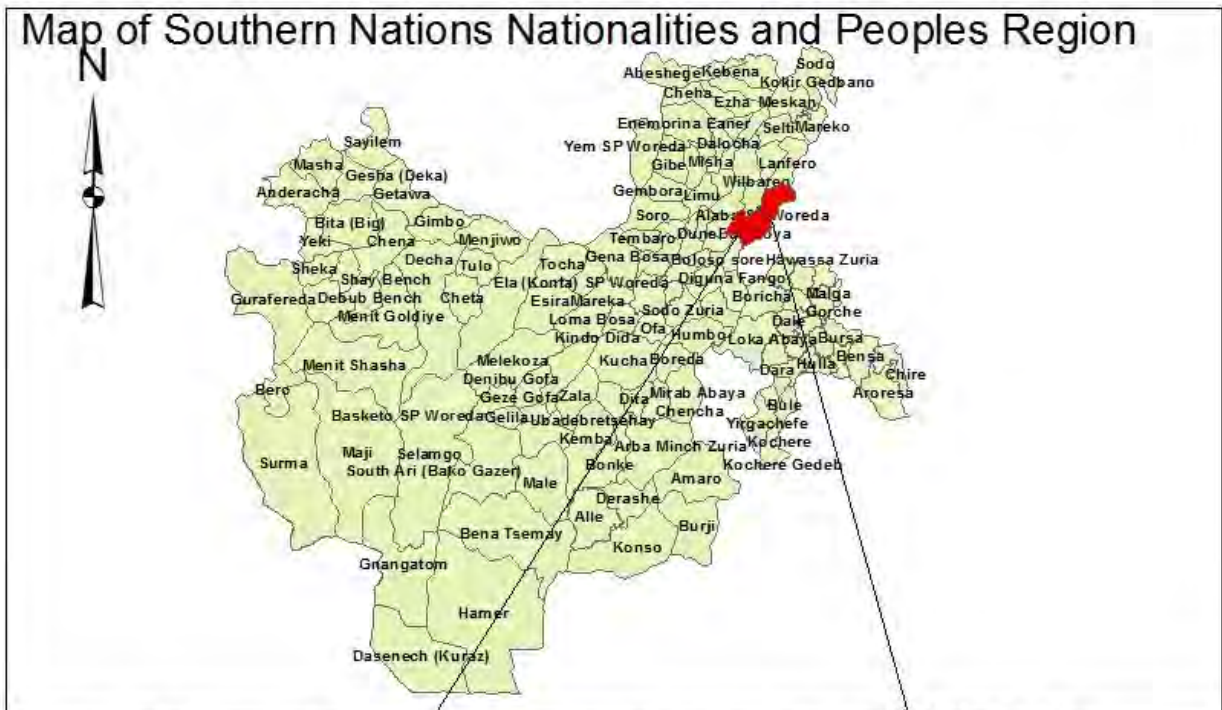 Map of Southern Nations Nationalities and Peoples Region
N
Sodo
Abeshege Kebena
Kokir Gedbano
Cheha
Ezha Meskan
Enemorina Eaner
Selti Mareko
Sayilem
Yem SP Woreda Dalocha
Masha
Gibe Misha Lanfero
Gesha (Deka)
Wilbareg
Anderacha Getawa
Gembora Limu
Bita (Big) Gimbo
Soro Alaba SP Woreda
Yeki Chena Menjiwo
Tembaro Dune
Decha
Gena Bosa Boloso sore Hawassa Zuria
Sheka Tulo Tocha
Shay Bench Ela (Konta) SP Woreda Diguna Fango
Gurafereda Debub Bench Cheta Esira Mareka Boricha Malga
Menit Goldiye Loma Bosa Sodo Zuria Gorche
Dale
Kindo Dida Ofa Humbo Loka Abaya Bursa
Menit Shasha Melekoza Kucha Boreda Hulla Bensa
Dara Chire
Denibu Gofa
Bero Geze Gofa Zala Dita Mirab Abaya Aroresa
Basketo SP Woreda Gelila Ubadebretsehay Chencha Bule
Yirgachefe
Kemba Arba Minch Zuria Kochere
Maji Selamgo
Surma Bonke Kochere Gedeb
South Ari (Bako Gazer)
Male Amaro
Derashe
Alle
Bena Tsemay Burji
Konso
Gnangatom
Hamer
Dasenech (Kuraz)